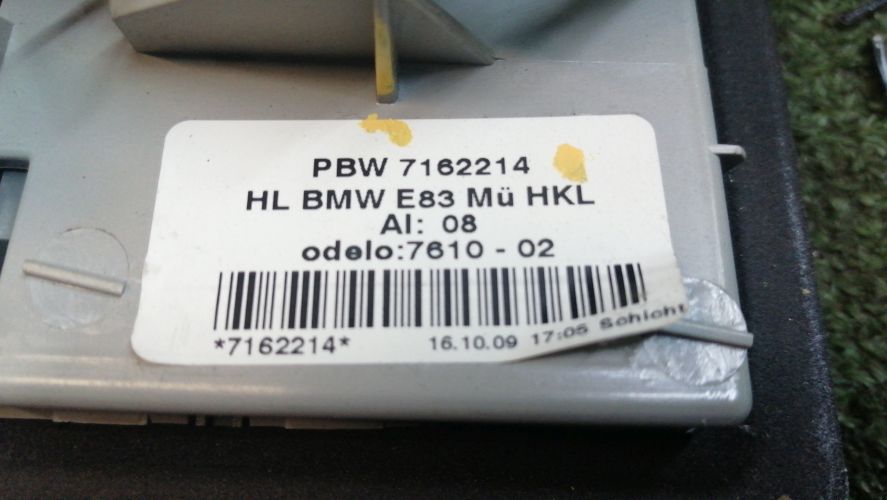 PBW 7162214
HL BMW E83 Mü HKL
AI: 08
odelo:7610 - 02
*7162214* 16.10.09 17:05 Schicht